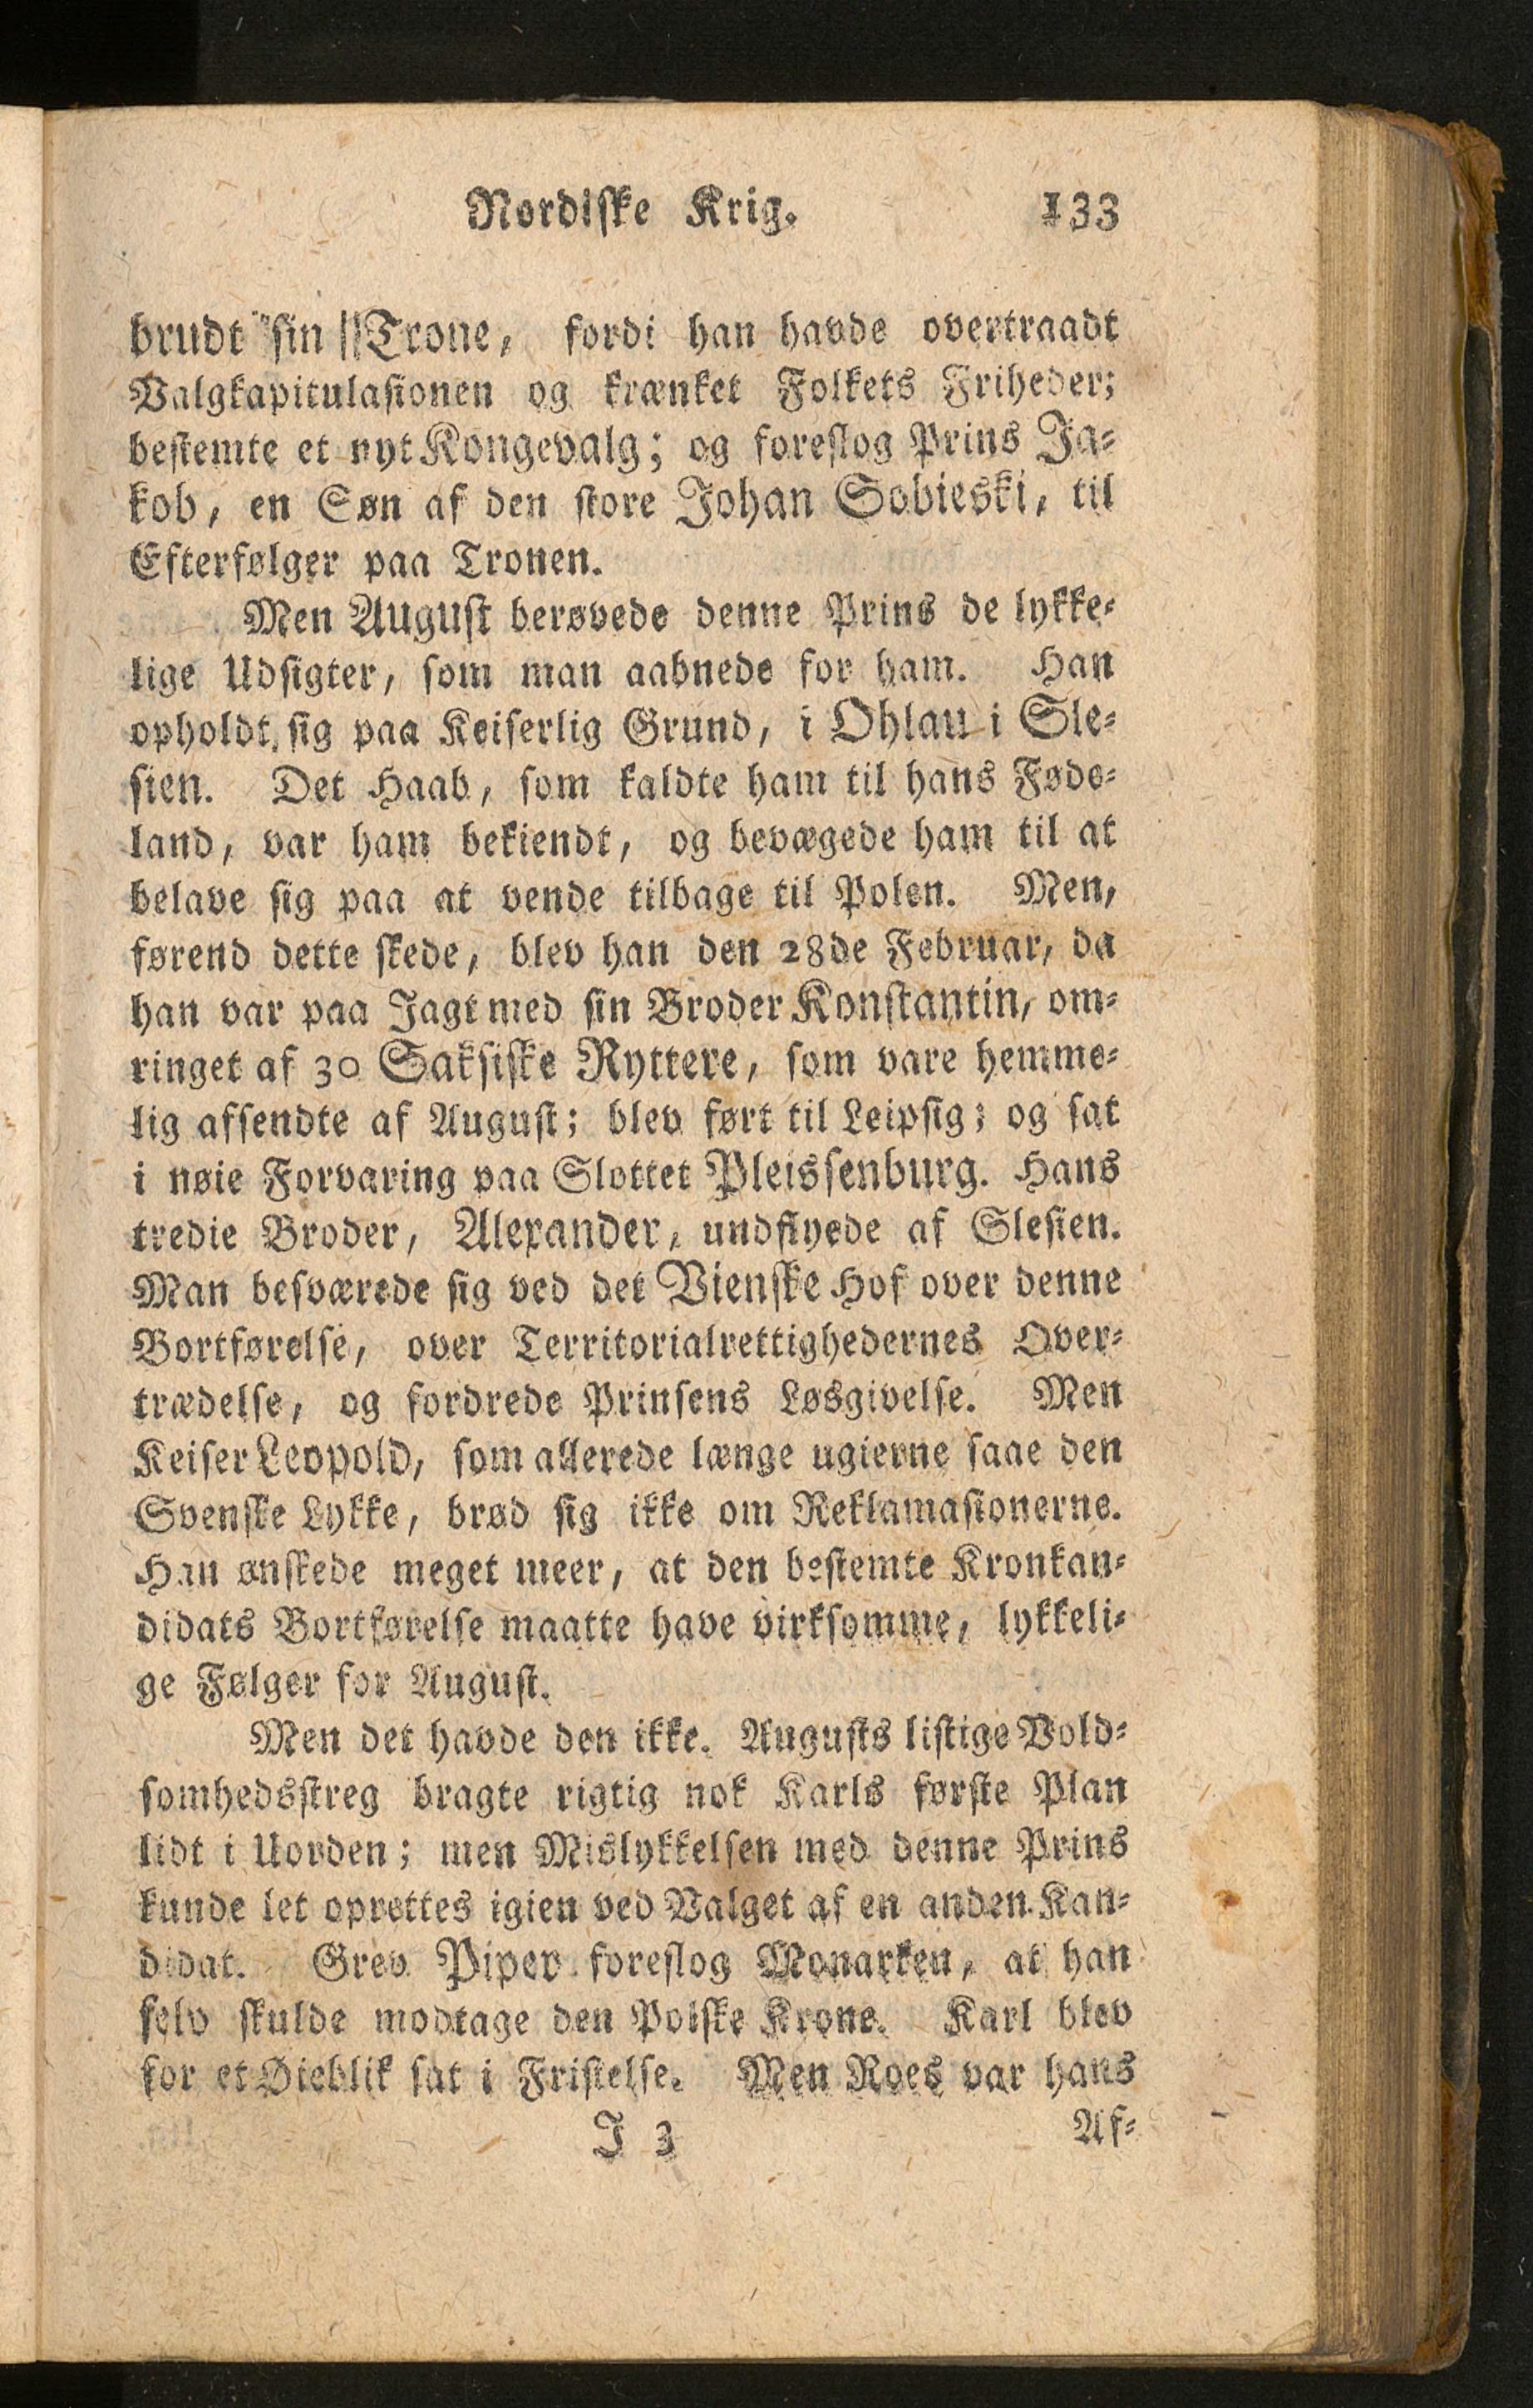 Nordiske Krig. 133
brudt sin Trone, fordi han havde overtraadt
Valgkapitulasionen og krænket Folkets Friheder;
bestemte et nyt Kongevalg; og foreslog Prins Ja-
kob, en Søn af den store Johan Sobieski, til
Efterfølger paa Tronen.
Men August berøvede denne Prins de lykke-
lige Udsigter, som man aabnede for ham. Han
opholdt sig paa Keiserlig Grund, i Ohlau i Sle-
sien. Det Haab, som kaldte ham til hans Føde-
land, var ham bekiendt, og bevægede ham til at
belave sig paa at vende tilbage til Polen. Men,
førend dette skede, blev han den 28de Februar, da
han var paa Jagt med sin Broder Konstantin, om-
ringet af 30 Saksiske Ryttere, som vare hemme-
lig afsendte af August; blev ført til Leipsig; og sat
i nøie Forvaring paa Slottet Pleissenburg. Hans
tredie Broder, Alexander, undflyede af Slesien.
Man besværede sig ved det Vienske Hof over denne
Bortførelse, over Territorialrettighedernes Over-
trædelse, og fordrede Prinsens Løsgivelse. Men
Keiser Leopold, som allerede længe ugierne saae den
Svenske Lykke, brød sig ikke om Reklamasionerne.
Han ønskede meget meer, at den bestemte Kronkan-
didats Bortførelse maatte have virksomme, lykkeli-
ge Følger for August.
Men det havde den ikke. Augusts listige Vold-
somhedsstreg bragte rigtig nok Karls første Plan
lidt i Uorden; men Mislykkelsen med denne Prins
kunde let oprettes igien ved Valget af en anden Kan-
didat. Grev Piper foreslog Monarken, at han
selv skulde modtage den Polske Krone. Karl blev
for et Øieblik sat i Fristelse. Men Roes var hans
J 3 Af-